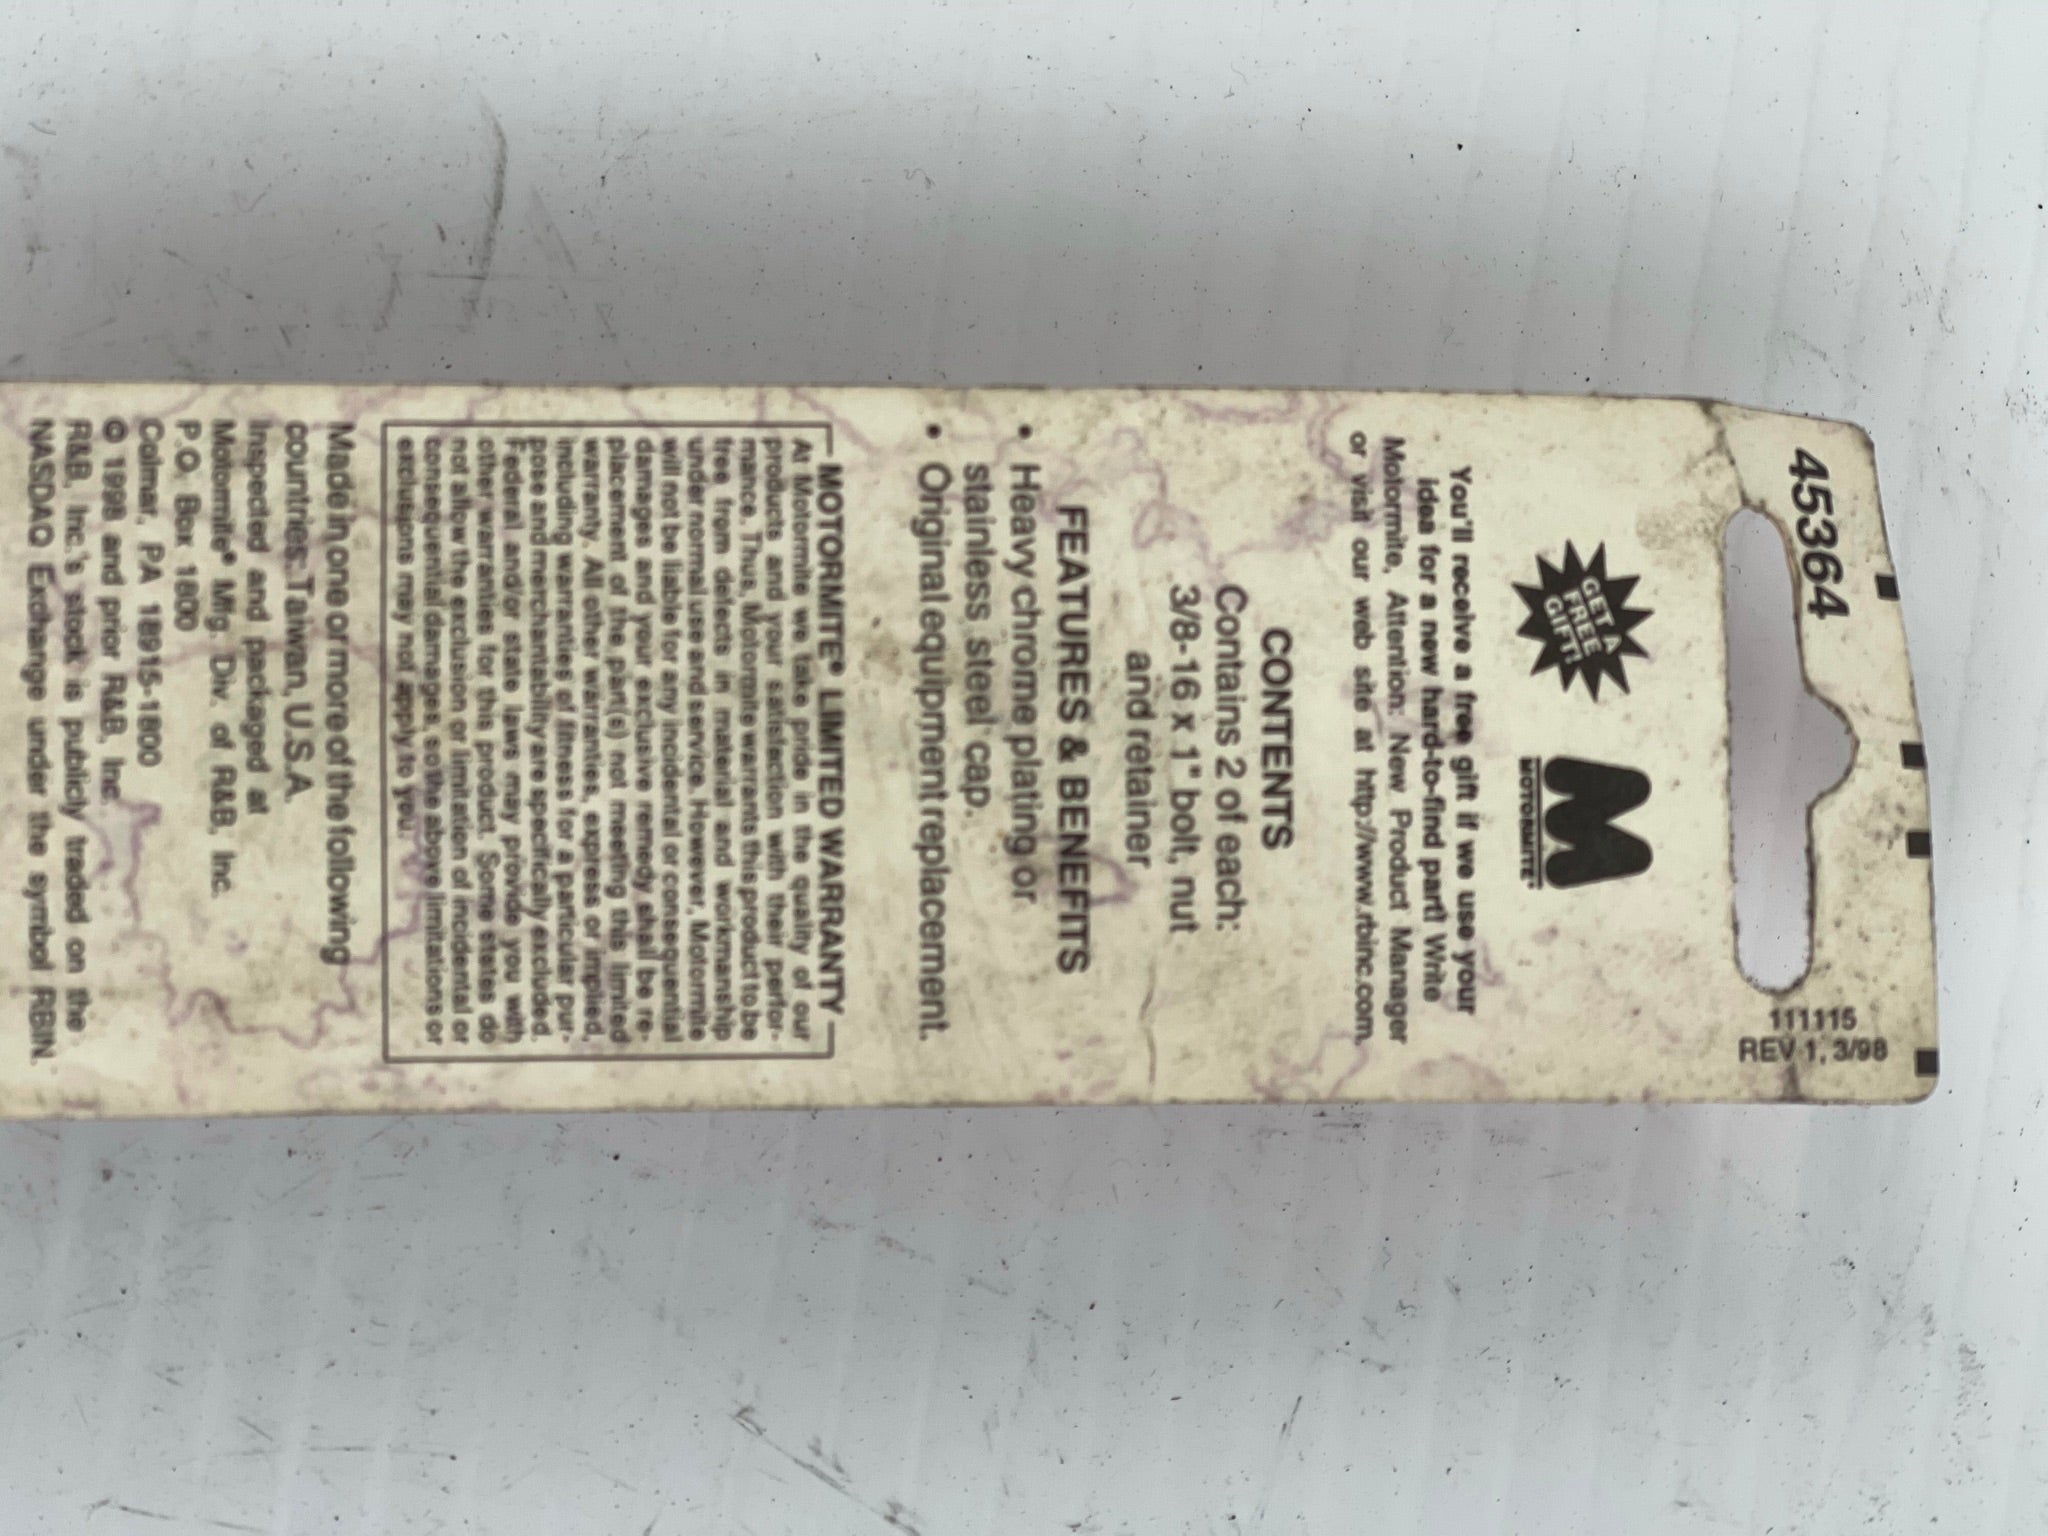 45364
111115
REV 1, 3/98
GET A
FREE
GIFT!
M
MOTORMITE®
You'll receive a free gift if we use your
idea for a new hard-to-find part! Write
Motormite, Attention: New Product Manager
or visit our web site at http://www.rbinc.com.
CONTENTS
Contains 2 of each:
3/8-16 x 1" bolt, nut
and retainer
FEATURES & BENEFITS
• Heavy chrome plating or
stainless steel cap.
• Original equipment replacement.
MOTORMITE® LIMITED WARRANTY
At Motormite we take pride in the quality of our
products and your satisfaction with their perfor-
mance. Thus, Motormite warrants this product to be
free from defects in material and workmanship
under normal use and service. However, Motormite
will not be liable for any incidental or consequential
damages and your exclusive remedy shall be re-
placement of the part(s) not meeting this limited
warranty. All other warranties, express or implied,
including warranties of fitness for a particular pur-
pose and merchantability are specifically excluded.
Federal and/or state laws may provide you with
other warranties for this product. Some states do
not allow the exclusion or limitation of incidental or
consequential damages, so the above limitations or
exclusions may not apply to you.
Made in one or more of the following
countries: Taiwan, U.S.A.
Inspected and packaged at
Motormite® Mfg. Div. of R&B, Inc.
P.O. Box 1800
Colmar, PA 18915-1800
© 1998 and prior R&B, Inc.
R&B, Inc.'s stock is publicly traded on the
NASDAQ Exchange under the symbol RBIN.